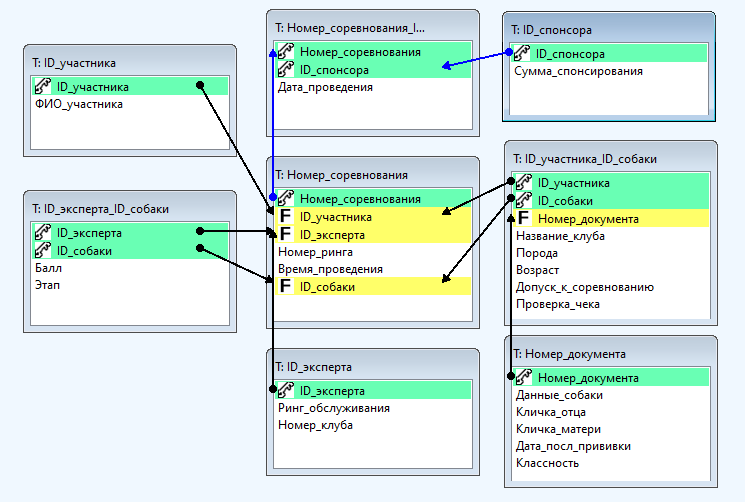 T: ID_участника
ID_участника
ФИО_участника
T: Номер_соревнования_I...
Номер_соревнования
ID_спонсора
Дата_проведения
T: ID_спонсора
ID_спонсора
Сумма_спонсирования
T: ID_эксперта_ID_собаки
ID_эксперта
ID_собаки
Балл
Этап
T: Номер_соревнования
Номер_соревнования
F ID_участника
F ID_эксперта
Номер_ринга
Время_проведения
F ID_собаки
T: ID_участника_ID_собаки
ID_участника
ID_собаки
F Номер_документа
Название_клуба
Порода
Возраст
Допуск_к_соревнованию
Проверка_чека
T: ID_эксперта
ID_эксперта
Ринг_обслуживания
Номер_клуба
T: Номер_документа
Номер_документа
Данные_собаки
Кличка_отца
Кличка_матери
Дата_посл_прививки
Классность